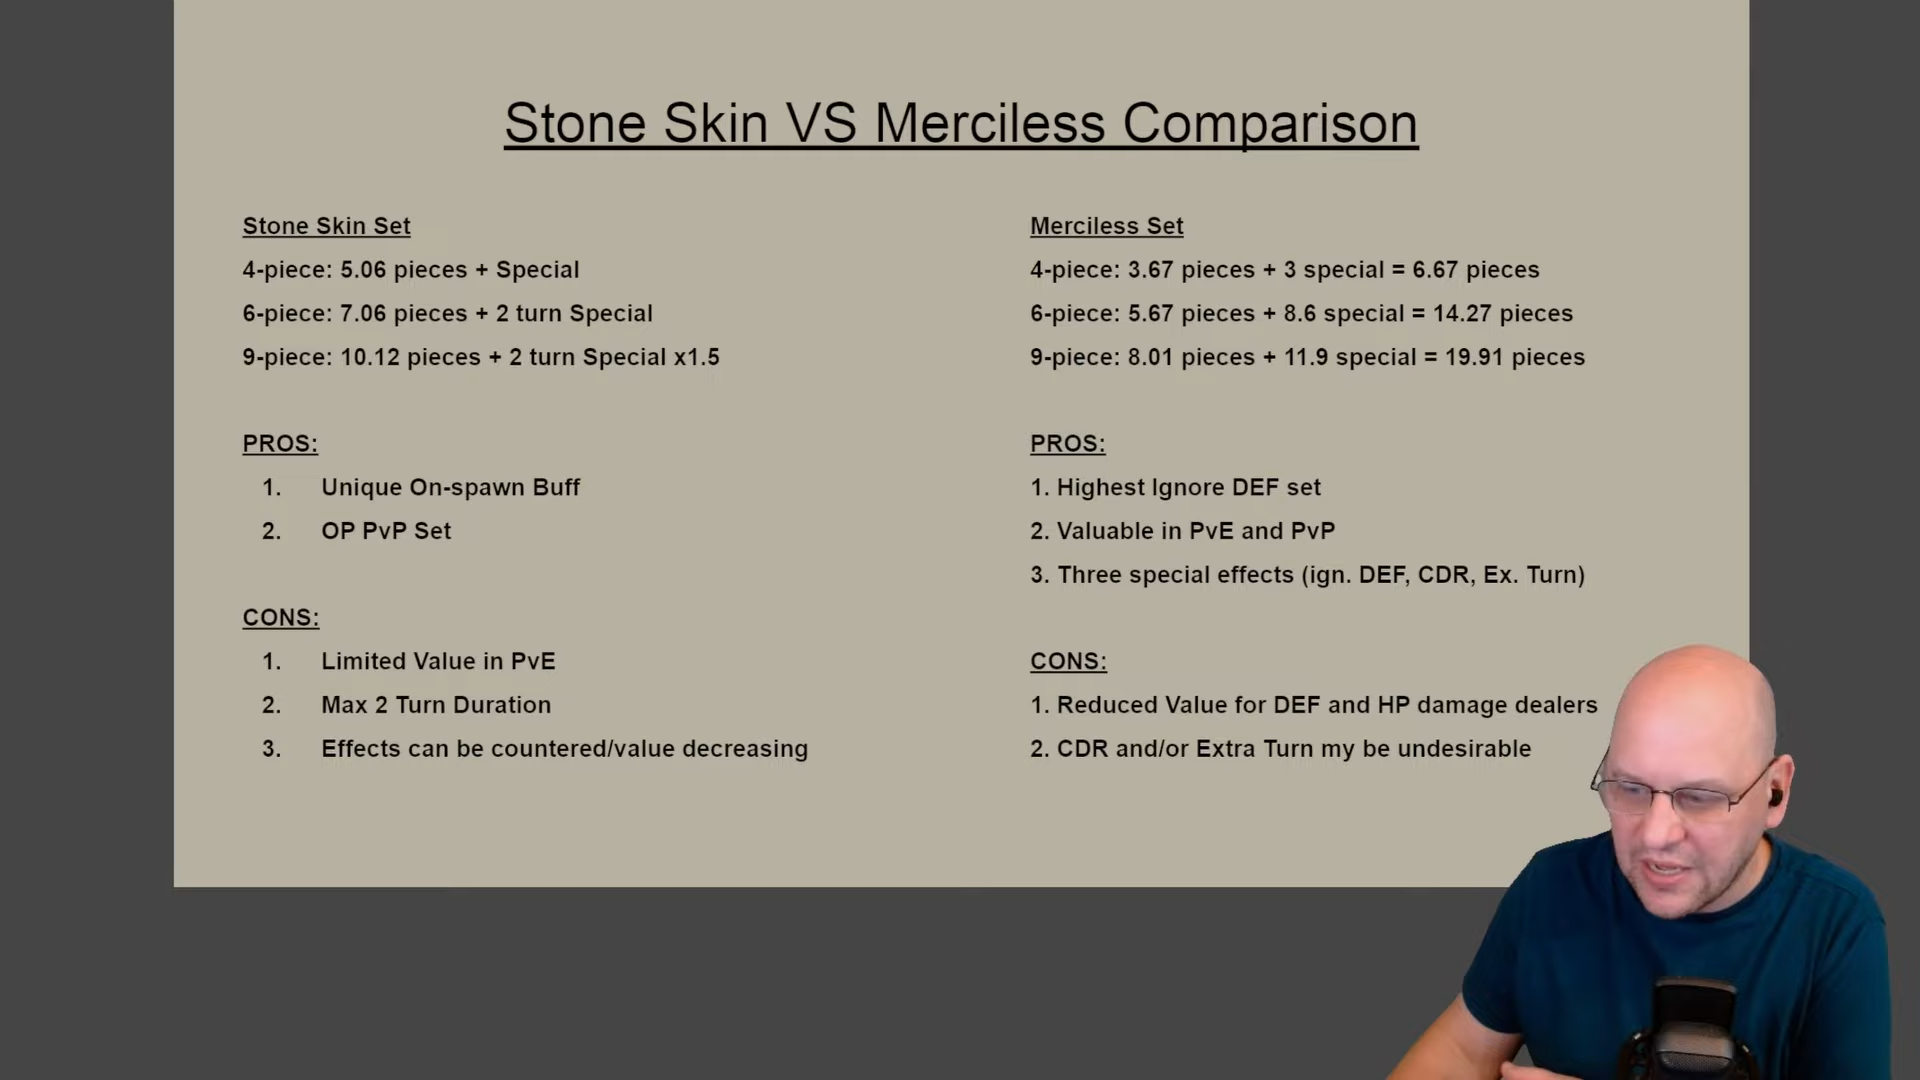 Stone Skin VS Merciless Comparison
Stone Skin Set
4-piece: 5.06 pieces + Special
6-piece: 7.06 pieces + 2 turn Special
9-piece: 10.12 pieces + 2 turn Special x1.5
PROS:
1. Unique On-spawn Buff
2. OP PvP Set
CONS:
1. Limited Value in PvE
2. Max 2 Turn Duration
3. Effects can be countered/value decreasing
Merciless Set
4-piece: 3.67 pieces + 3 special = 6.67 pieces
6-piece: 5.67 pieces + 8.6 special = 14.27 pieces
9-piece: 8.01 pieces + 11.9 special = 19.91 pieces
PROS:
1. Highest Ignore DEF set
2. Valuable in PvE and PvP
3. Three special effects (ign. DEF, CDR, Ex. Turn)
CONS:
1. Reduced Value for DEF and HP damage dealers
2. CDR and/or Extra Turn my be undesirable